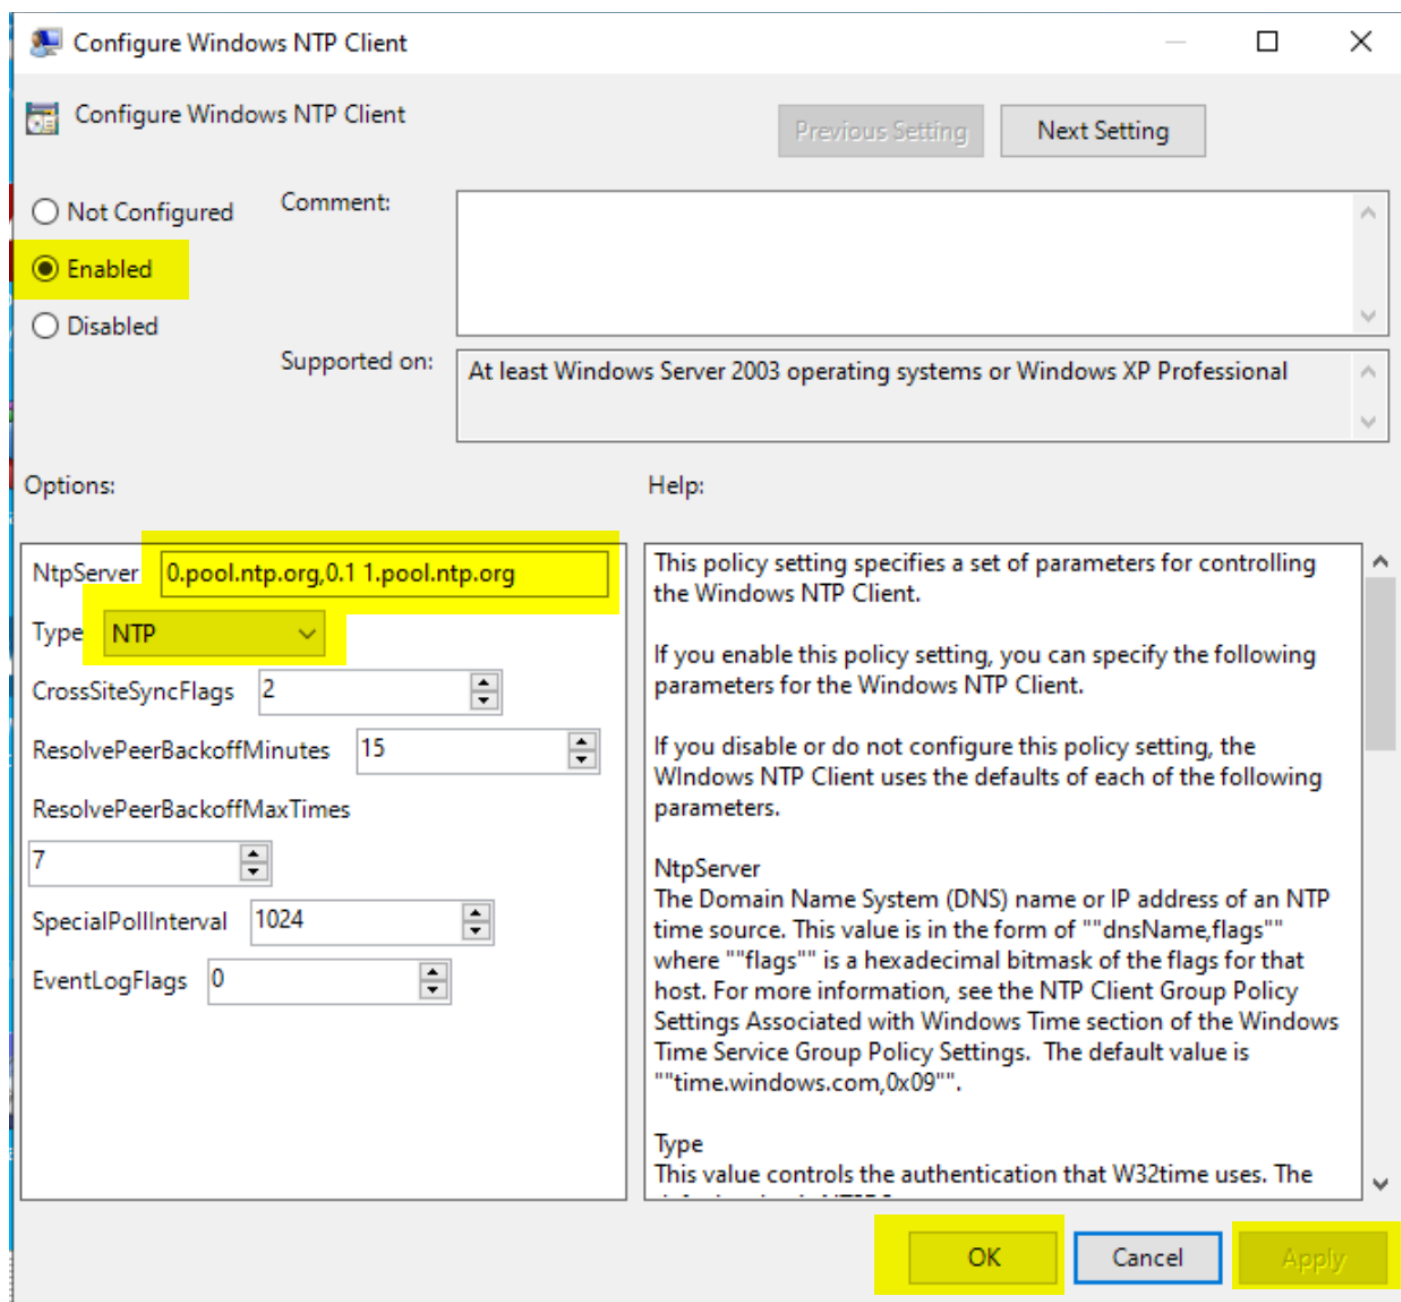 Configure Windows NTP Client
Configure Windows NTP Client
Previous Setting
Next Setting
Not Configured
Comment:
Enabled
Disabled
Supported on:
At least Windows Server 2003 operating systems or Windows XP Professional
Options:
Help:
NtpServer 0.pool.ntp.org,0.1 1.pool.ntp.org
Type NTP
CrossSiteSyncFlags 2
ResolvePeerBackoffMinutes 15
ResolvePeerBackoffMaxTimes
7
SpecialPollInterval 1024
EventLogFlags 0
This policy setting specifies a set of parameters for controlling
the Windows NTP Client.
If you enable this policy setting, you can specify the following
parameters for the Windows NTP Client.
If you disable or do not configure this policy setting, the
WIndows NTP Client uses the defaults of each of the following
parameters.
NtpServer
The Domain Name System (DNS) name or IP address of an NTP
time source. This value is in the form of ""dnsName,flags""
where ""flags"" is a hexadecimal bitmask of the flags for that
host. For more information, see the NTP Client Group Policy
Settings Associated with Windows Time section of the Windows
Time Service Group Policy Settings.  The default value is
""time.windows.com,0x09"".
Type
This value controls the authentication that W32time uses. The
OK
Cancel
Apply